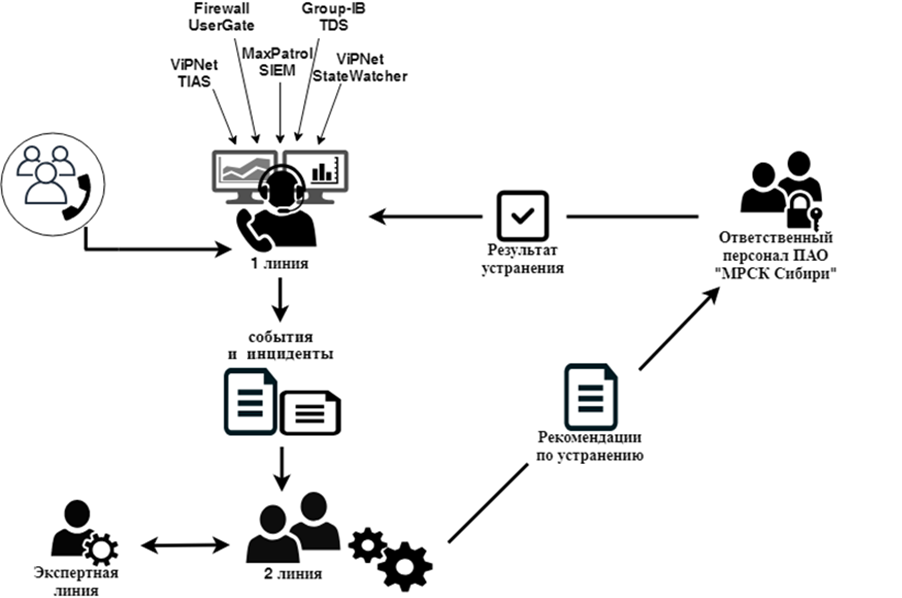 Firewall
UserGate
Group-IB
TDS
ViPNet
TIAS
MaxPatrol
SIEM
ViPNet
StateWatcher
1 линия
Результат
устранения
Ответственный
персонал ПАО
"МРСК Сибири"
события
и инциденты
Рекомендации
по устранению
Экспертная
линия
2 линия